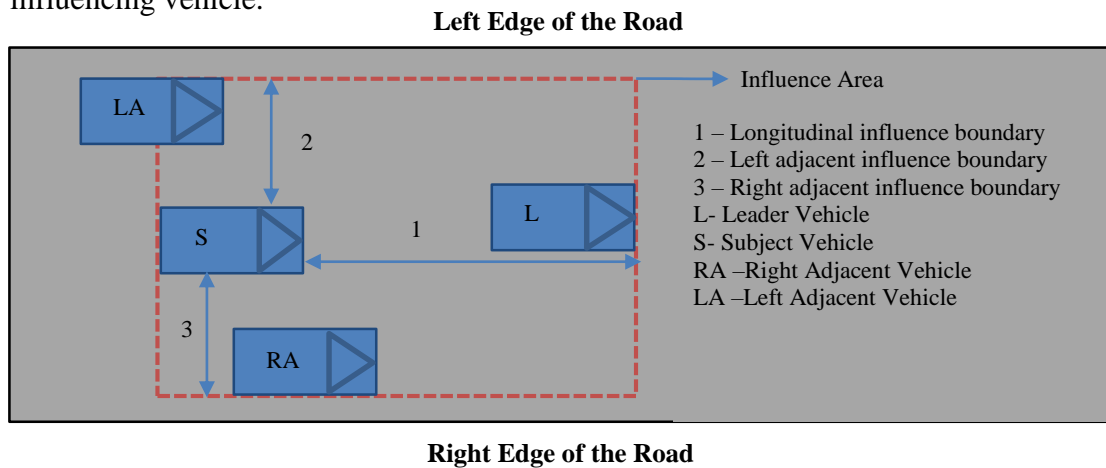 influencing vehicle.
Left Edge of the Road
LA
Influence Area
2
1 – Longitudinal influence boundary
2 – Left adjacent influence boundary
3 – Right adjacent influence boundary
L- Leader Vehicle
S- Subject Vehicle
RA –Right Adjacent Vehicle
LA –Left Adjacent Vehicle
L
S
1
3
RA
Right Edge of the Road